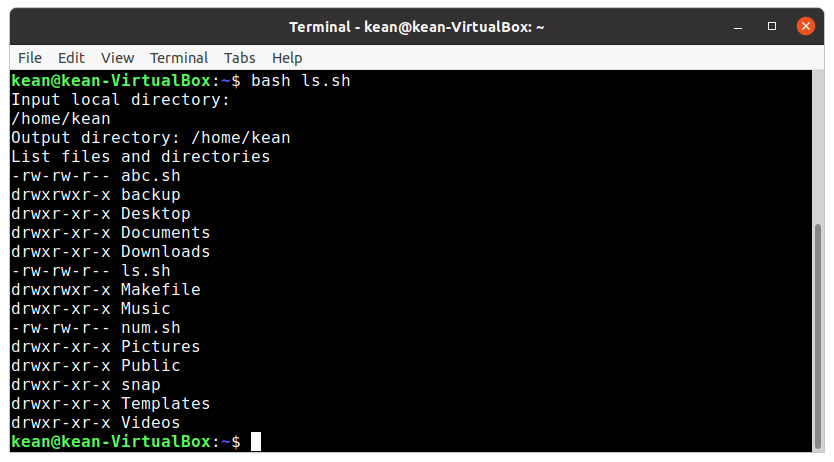 Terminal - kean@kean-VirtualBox: ~
File Edit View Terminal Tabs Help
kean@kean-VirtualBox:~$ bash ls.sh
Input local directory:
/home/kean
Output directory: /home/kean
List files and directories
-rw-rw-r-- abc.sh
drwxrwxr-x backup
drwxr-xr-x Desktop
drwxr-xr-x Documents
drwxr-xr-x Downloads
-rw-rw-r-- ls.sh
drwxrwxr-x Makefile
drwxr-xr-x Music
-rw-rw-r-- num.sh
drwxr-xr-x Pictures
drwxr-xr-x Public
drwxr-xr-x snap
drwxr-xr-x Templates
drwxr-xr-x Videos
kean@kean-VirtualBox:~$